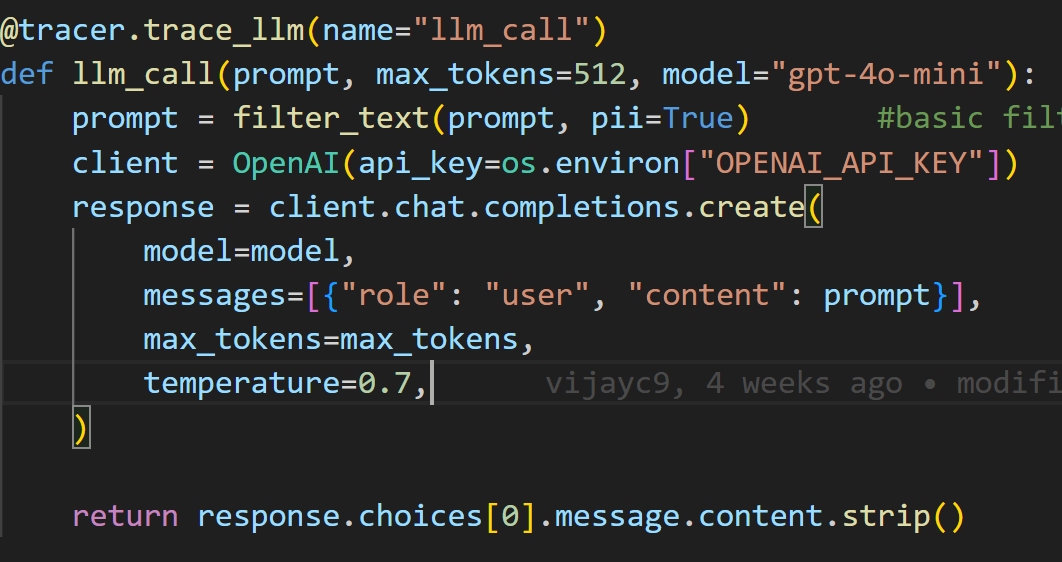 @tracer.trace_llm(name="llm_call")
def llm_call(prompt, max_tokens=512, model="gpt-4o-mini"):
    prompt = filter_text(prompt, pii=True)         #basic
    client = OpenAI(api_key=os.environ["OPENAI_API_KEY"])
    response = client.chat.completions.create(
        model=model,
        messages=[{"role": "user", "content": prompt}],
        max_tokens=max_tokens,
        temperature=0.7,        vijayc9, 4 weeks ago •
    )
    return response.choices[0].message.content.strip()